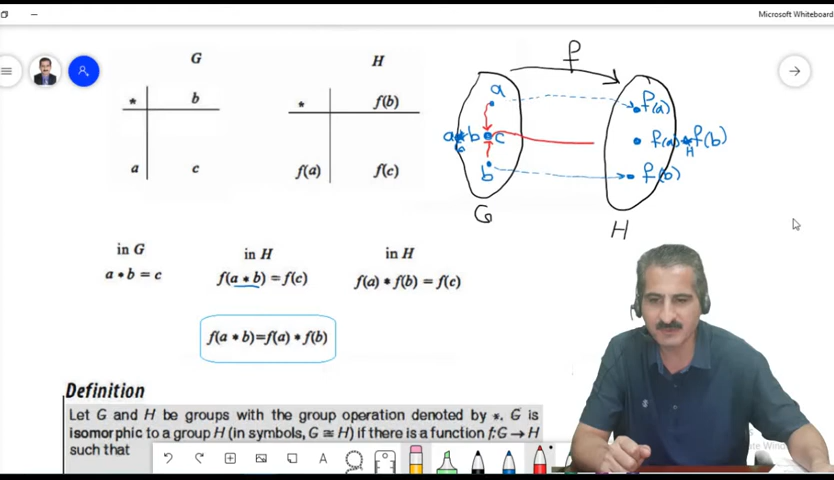 Microsoft Whiteboard
G
* b
a c
H
* f(b)
f(a) f(c)
f
a
a * b c
G
b
G
f(a)
f(a) * f(b)
H
f(b)
H
in G
a * b = c
in H
f(a * b) = f(c)
in H
f(a) * f(b) = f(c)
f(a * b)=f(a) * f(b)
Definition
Let G and H be groups with the group operation denoted by *. G is
isomorphic to a group H (in symbols, G ≅ H) if there is a function f:G → H
such that